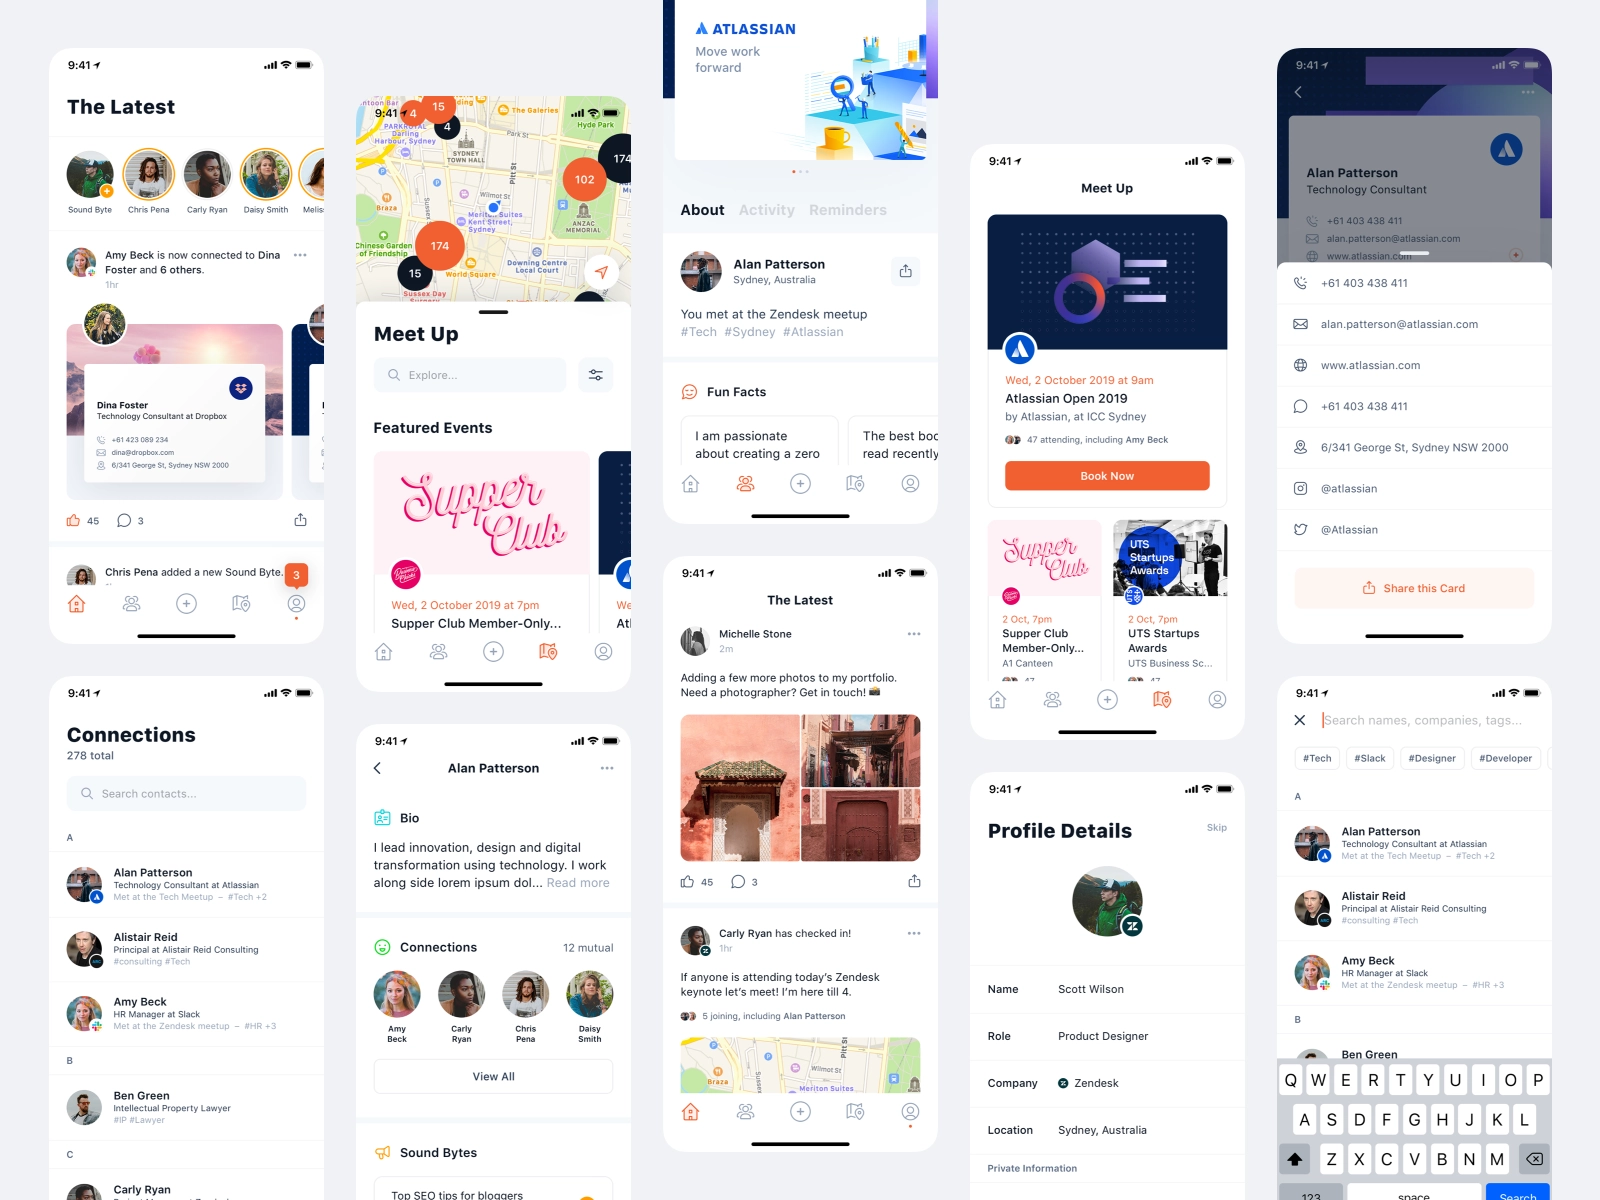 9:41
The Latest
Sound Byte
Chris Pena
Carly Ryan
Daisy Smith
Amy Beck is now connected to Dina
Foster and 6 others.
1hr
Dina Foster
Technology Consultant at Dropbox
+61 423 089 234
dina@dropbox.com
6/341 George St, Sydney NSW 2000
45
3
Chris Pena added a new Sound Byte.
3
9:41
Connections
278 total
Search contacts...
A
Alan Patterson
Technology Consultant at Atlassian
Met at the Tech Meetup – #Tech +2
Alistair Reid
Principal at Alistair Reid Consulting
#consulting #Tech
Amy Beck
HR Manager at Slack
Met at the Zendesk meetup – #HR +3
B
Ben Green
Intellectual Property Lawyer
#IP #Lawyer
C
Carly Ryan
9:41
4
15
4
The Galleries
Hyde Park
Darling
Harbour, Sydney
SYDNEY
TOWN HALL
Park St
Pitt St
174
102
Wilmot St
Braza
Meriton Suites
Kent Street,
Sydney
ANZAC
MEMORIAL
Chinese Garden
of Friendship
174
15
World Square
Downing Centre
Local Court
Sussex Day
Meet Up
Explore...
Featured Events
Supper
Club
Wed, 2 October 2019 at 7pm
Supper Club Member-Only...
We
Atl
9:41
Alan Patterson
Bio
I lead innovation, design and digital
transformation using technology. I work
along side lorem ipsum dol... Read more
Connections
12 mutual
Amy
Beck
Carly
Ryan
Chris
Pena
Daisy
Smith
View All
Sound Bytes
Top SEO tips for bloggers
ATLASSIAN
Move work
forward
About
Activity
Reminders
Alan Patterson
Sydney, Australia
You met at the Zendesk meetup
#Tech #Sydney #Atlassian
Fun Facts
I am passionate
about creating a zero
The best boo
read recently
9:41
The Latest
Michelle Stone
2m
Adding a few more photos to my portfolio.
Need a photographer? Get in touch! 📸
45
3
Carly Ryan has checked in!
1hr
If anyone is attending today’s Zendesk
keynote let’s meet! I’m here till 4.
5 joining, including Alan Patterson
Braza
Sussex
Wilmot St
Pitt St
Meriton Suites
9:41
Meet Up
Wed, 2 October 2019 at 9am
Atlassian Open 2019
by Atlassian, at ICC Sydney
47 attending, including Amy Beck
Book Now
Supper
Club
2 Oct, 7pm
Supper Club
Member-Only...
A1 Canteen
47
UTS
Startups
Awards
2 Oct, 7pm
UTS Startups
Awards
UTS Business Sc...
47
9:41
Profile Details
Skip
Name
Scott Wilson
Role
Product Designer
Company
Zendesk
Location
Sydney, Australia
Private Information
9:41
Alan Patterson
Technology Consultant
+61 403 438 411
alan.patterson@atlassian.com
www.atlassian.com
+61 403 438 411
alan.patterson@atlassian.com
www.atlassian.com
+61 403 438 411
6/341 George St, Sydney NSW 2000
@atlassian
@Atlassian
Share this Card
9:41
Search names, companies, tags...
#Tech
#Slack
#Designer
#Developer
A
Alan Patterson
Technology Consultant at Atlassian
Met at the Tech Meetup – #Tech +2
Alistair Reid
Principal at Alistair Reid Consulting
#consulting #Tech
Amy Beck
HR Manager at Slack
Met at the Zendesk meetup – #HR +3
B
Ben Green
Q W E R T Y U I O P
A S D F G H J K L
Z X C V B N M
123
space
Search